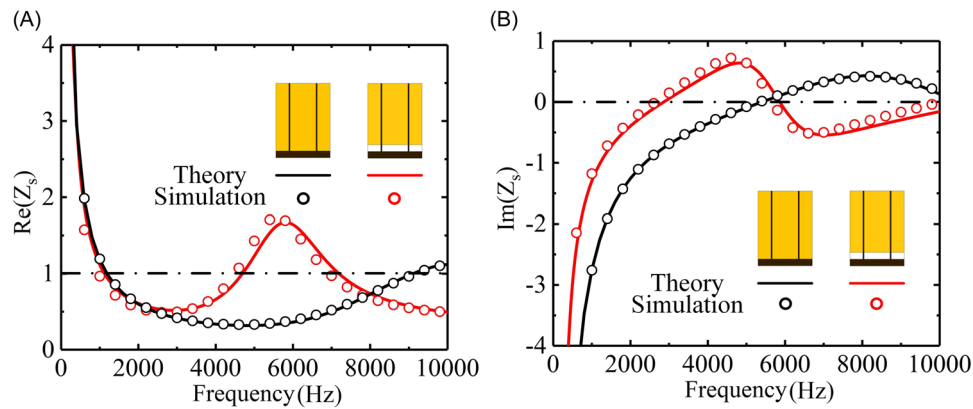 (A)
4
3
2
1
0
Re(Zs)
Theory
Simulation
0 2000 4000 6000 8000 10000
Frequency(Hz)
(B)
1
0
-1
-2
-3
-4
Im(Zs)
Theory
Simulation
0 2000 4000 6000 8000 10000
Frequency(Hz)